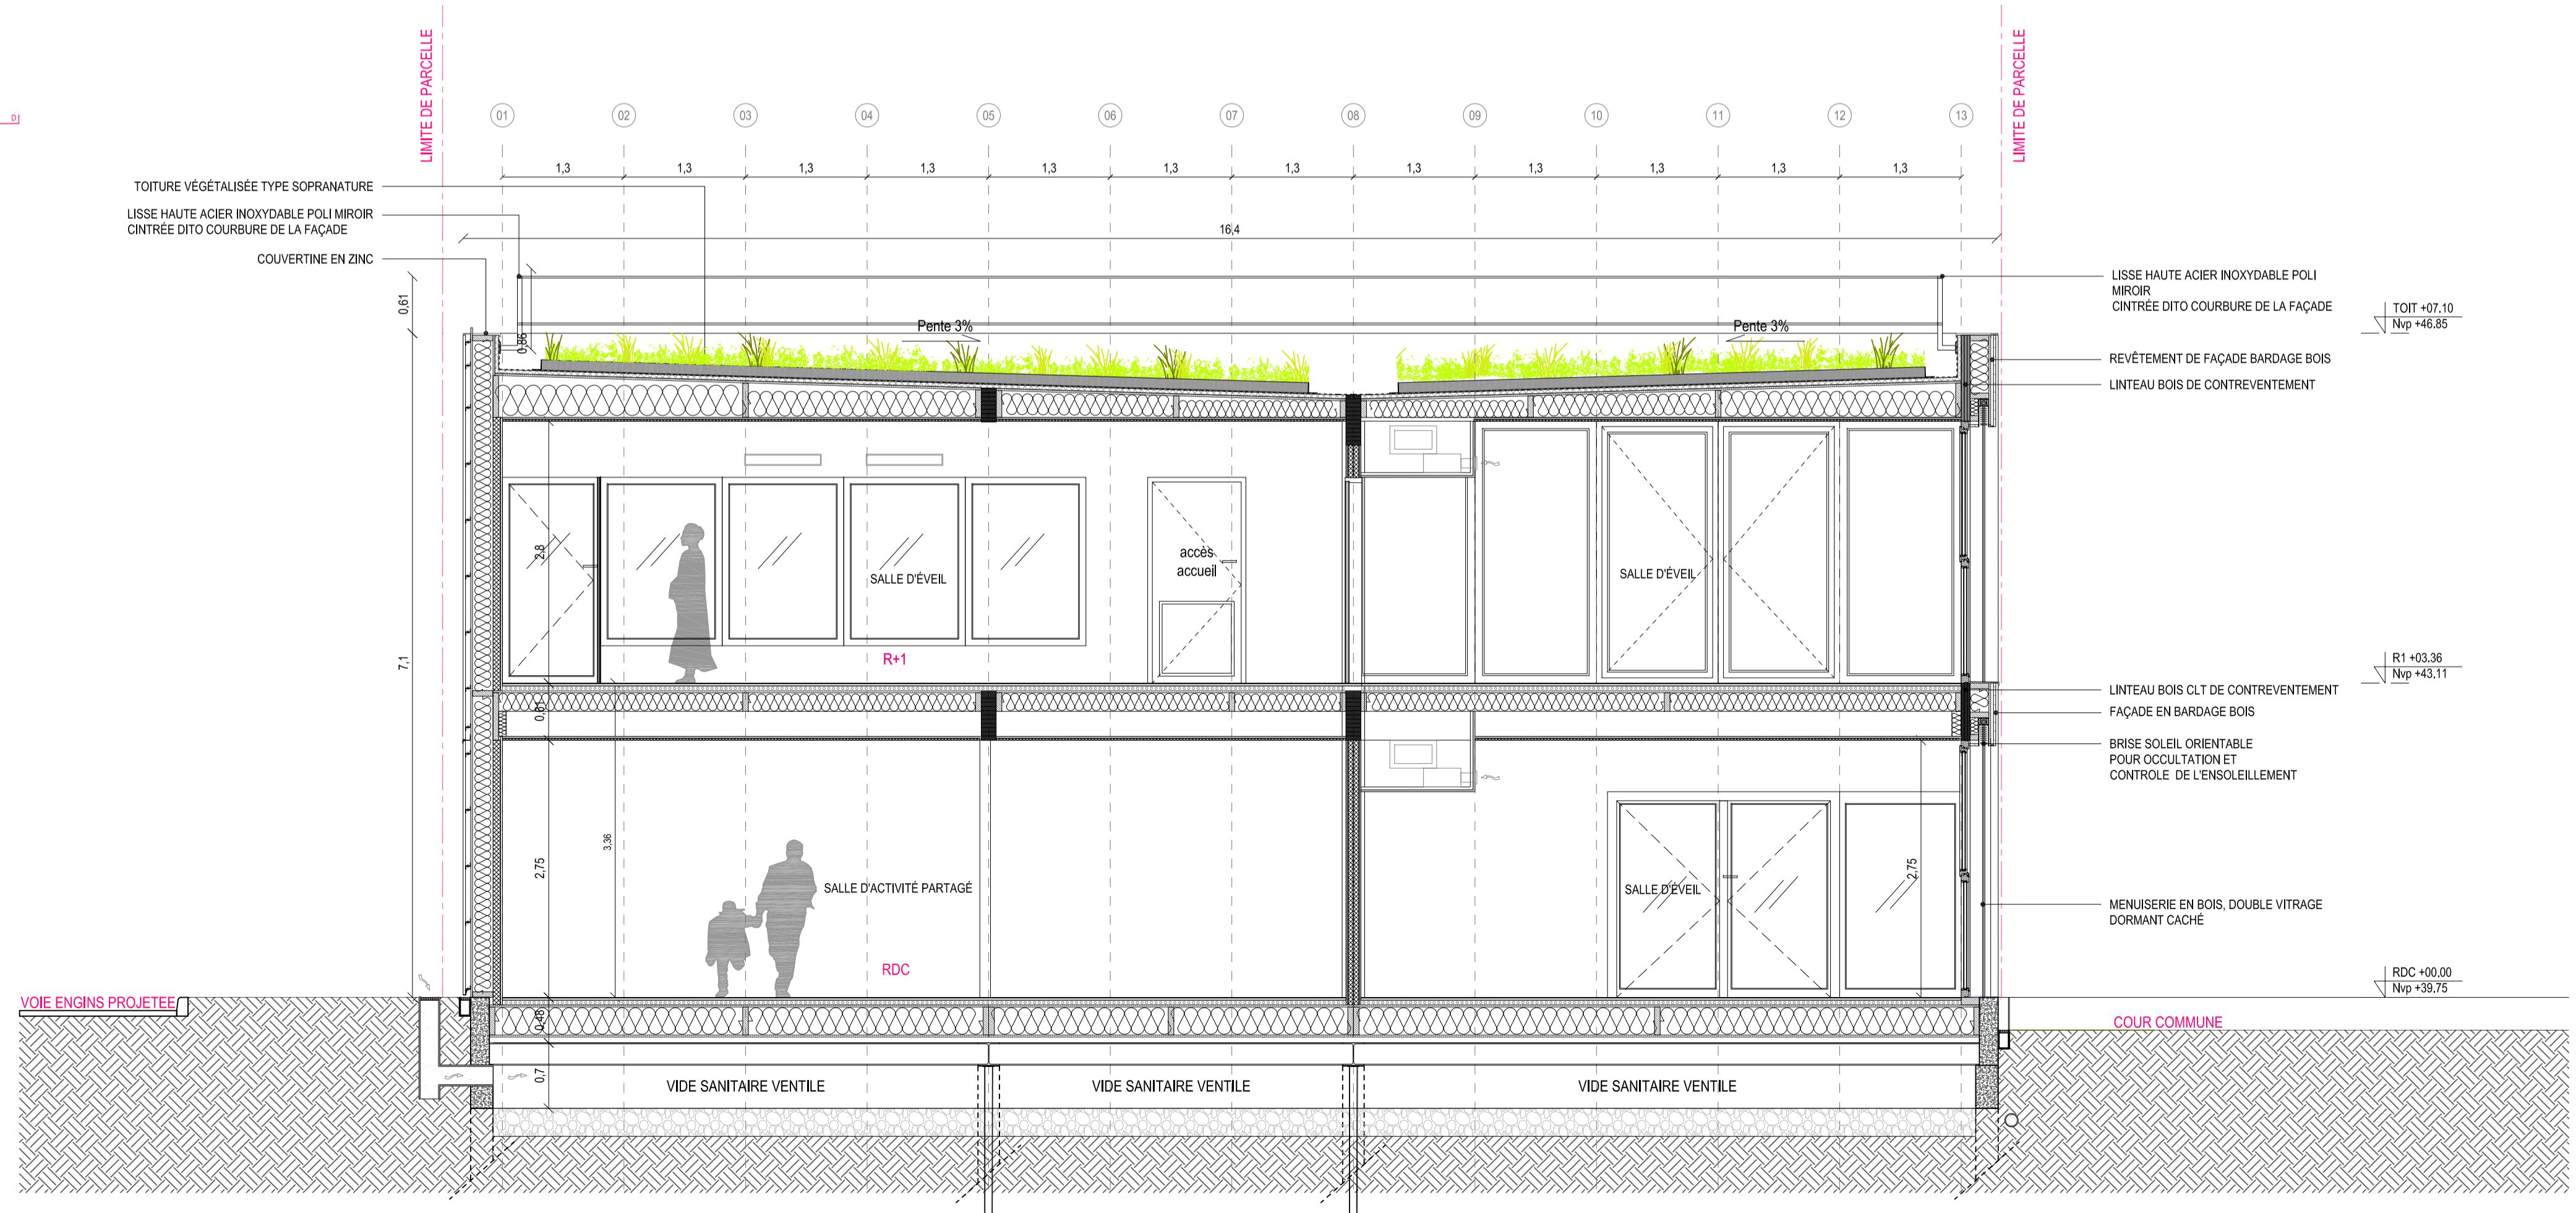 LIMITE DE PARCELLE
LIMITE DE PARCELLE
D
01 02 03 04 05 06 07 08 09 10 11 12 13
1,3 1,3 1,3 1,3 1,3 1,3 1,3 1,3 1,3 1,3 1,3 1,3
16,4
TOITURE VÉGÉTALISÉE TYPE SOPRANATURE
LISSE HAUTE ACIER INOXYDABLE POLI MIROIR
CINTRÉE DITO COURBURE DE LA FAÇADE
COUVERTINE EN ZINC
0,61
0,86
7,1
Pente 3%
Pente 3%
LISSE HAUTE ACIER INOXYDABLE POLI
MIROIR
CINTRÉE DITO COURBURE DE LA FAÇADE
TOIT +07.10
Nvp +46.85
REVÊTEMENT DE FAÇADE BARDAGE BOIS
LINTEAU BOIS DE CONTREVENTEMENT
2,8
SALLE D'ÉVEIL
accès
accueil
SALLE D'ÉVEIL
R+1
R1 +03.36
Nvp +43,11
LINTEAU BOIS CLT DE CONTREVENTEMENT
FAÇADE EN BARDAGE BOIS
BRISE SOLEIL ORIENTABLE
POUR OCCULTATION ET
CONTROLE DE L'ENSOLEILLEMENT
0,61
3,36
2,75
2,75
SALLE D'ACTIVITÉ PARTAGÉ
SALLE D'ÉVEIL
MENUISERIE EN BOIS, DOUBLE VITRAGE
DORMANT CACHÉ
RDC
RDC +00,00
Nvp +39,75
VOIE ENGINS PROJETEE
COUR COMMUNE
0,48
0,7
VIDE SANITAIRE VENTILE
VIDE SANITAIRE VENTILE
VIDE SANITAIRE VENTILE